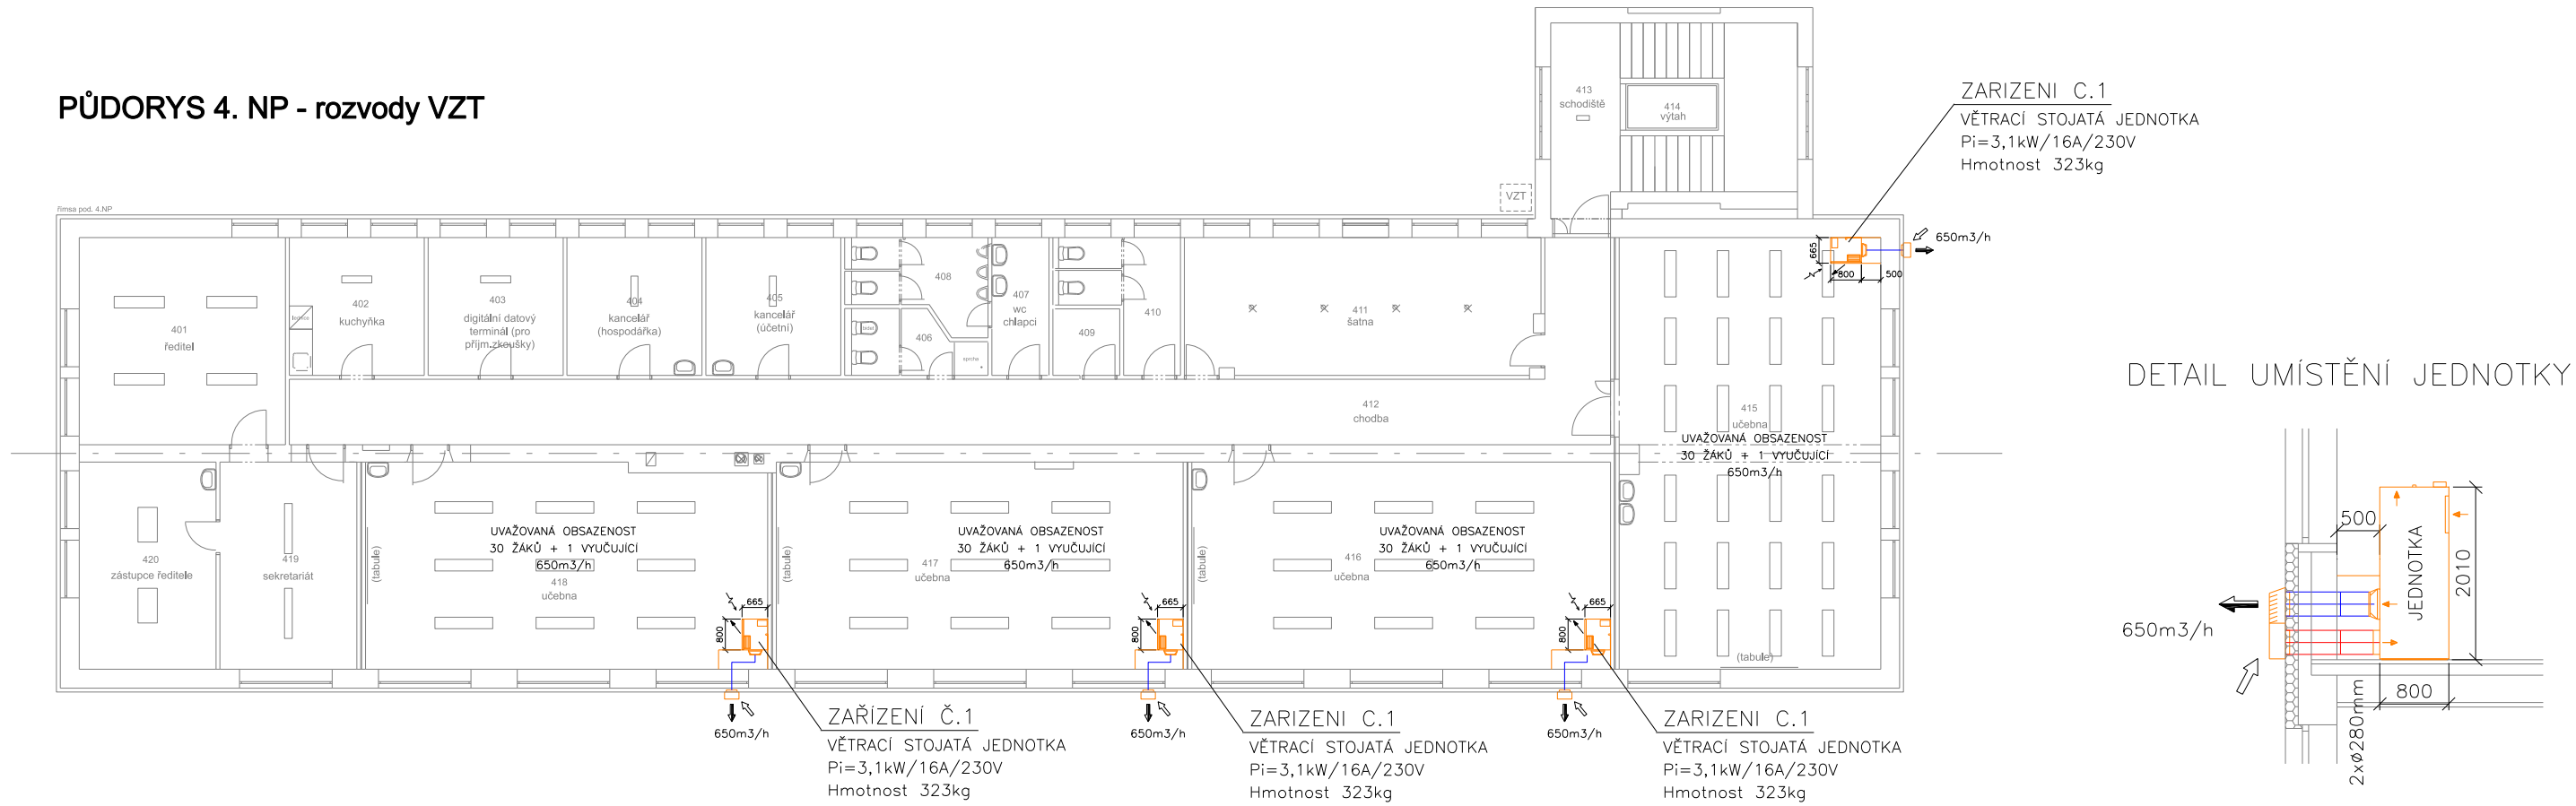 PŮDORYS 4. NP - rozvody VZT
římsa pod. 4.NP
413
schodiště
414
výtah
VZT
ZARIZENI C.1
VĚTRACÍ STOJATÁ JEDNOTKA
Pi=3,1kW/16A/230V
Hmotnost 323kg
650m3/h
665
800
500
401
ředitel
402
kuchyňka
403
digitální datový
terminál (pro
příjm.zkoušky)
404
kancelář
(hospodářka)
405
kancelář
(účetní)
408
406
sprcha
407
wc
chlapci
409
410
411
šatna
412
chodba
415
učebna
UVAŽOVANÁ OBSAZENOST
30 ŽÁKŮ + 1 VYUČUJÍCÍ
650m3/h
(tabule)
420
zástupce ředitele
419
sekretariát
(tabule)
UVAŽOVANÁ OBSAZENOST
30 ŽÁKŮ + 1 VYUČUJÍCÍ
650m3/h
418
učebna
665
800
650m3/h
(tabule)
UVAŽOVANÁ OBSAZENOST
30 ŽÁKŮ + 1 VYUČUJÍCÍ
417
650m3/h
učebna
665
800
650m3/h
(tabule)
UVAŽOVANÁ OBSAZENOST
30 ŽÁKŮ + 1 VYUČUJÍCÍ
416
650m3/h
učebna
665
800
650m3/h
ZAŘÍZENÍ Č.1
VĚTRACÍ STOJATÁ JEDNOTKA
Pi=3,1kW/16A/230V
Hmotnost 323kg
ZARIZENI C.1
VĚTRACÍ STOJATÁ JEDNOTKA
Pi=3,1kW/16A/230V
Hmotnost 323kg
ZARIZENI C.1
VĚTRACÍ STOJATÁ JEDNOTKA
Pi=3,1kW/16A/230V
Hmotnost 323kg
DETAIL UMÍSTĚNÍ JEDNOTKY
500
JEDNOTKA
2010
650m3/h
800
2xø280mm